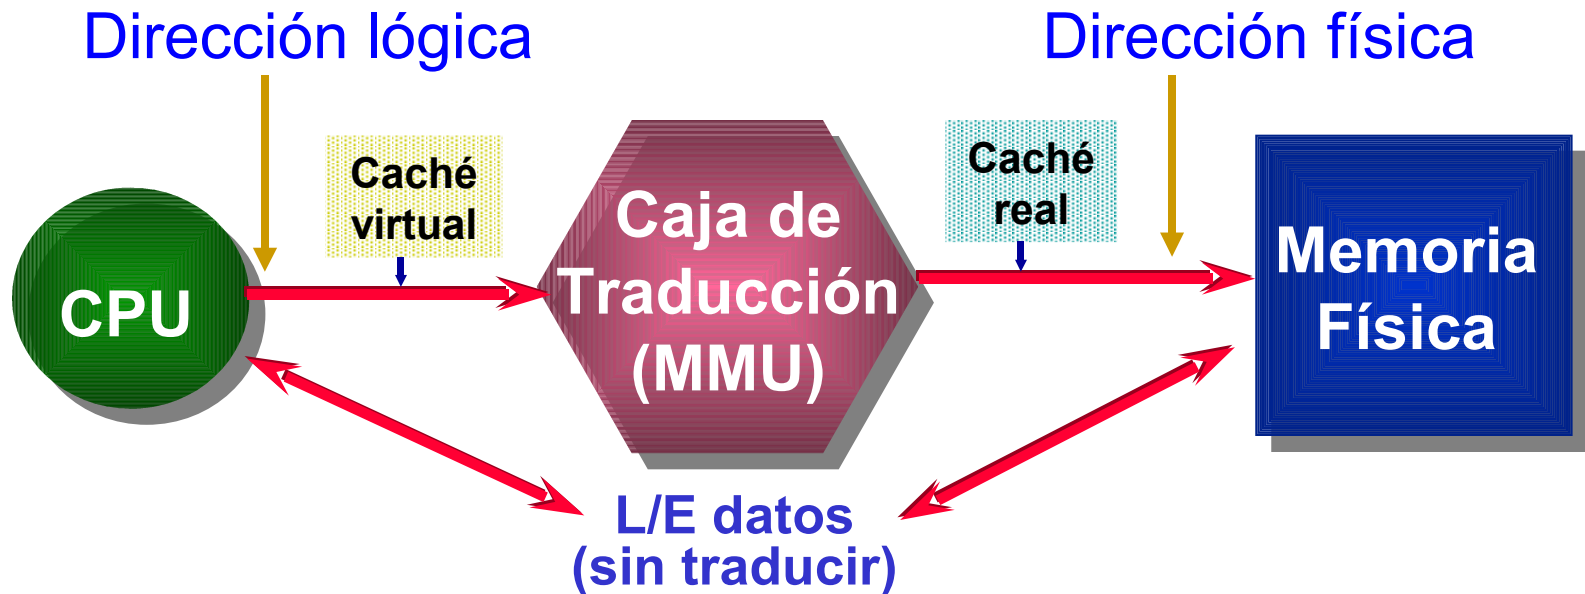 Dirección lógica
Dirección física
Caché
virtual
Caché
real
CPU
Caja de
Traducción
(MMU)
Memoria
Física
L/E datos
(sin traducir)